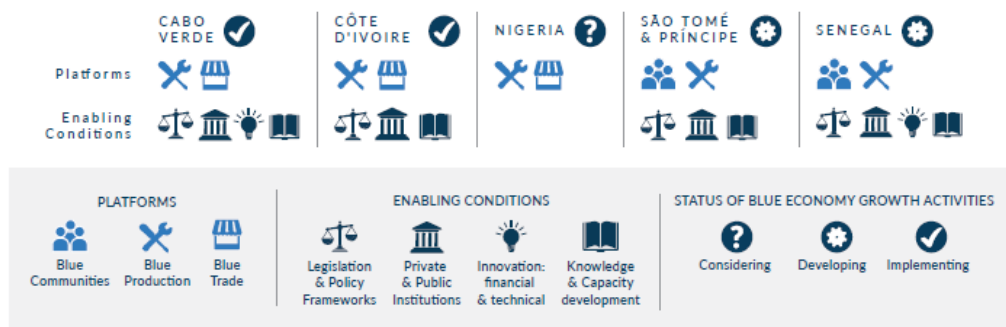 CABO
VERDE
CÔTE
D'IVOIRE
NIGERIA
SÃO TOMÉ
& PRÍNCIPE
SENEGAL
Platforms
Enabling
Conditions
PLATFORMS
Blue
Communities
Blue
Production
Blue
Trade
ENABLING CONDITIONS
Legislation
& Policy
Frameworks
Private
& Public
Institutions
Innovation:
financial
& technical
Knowledge
& Capacity
development
STATUS OF BLUE ECONOMY GROWTH ACTIVITIES
Considering
Developing
Implementing